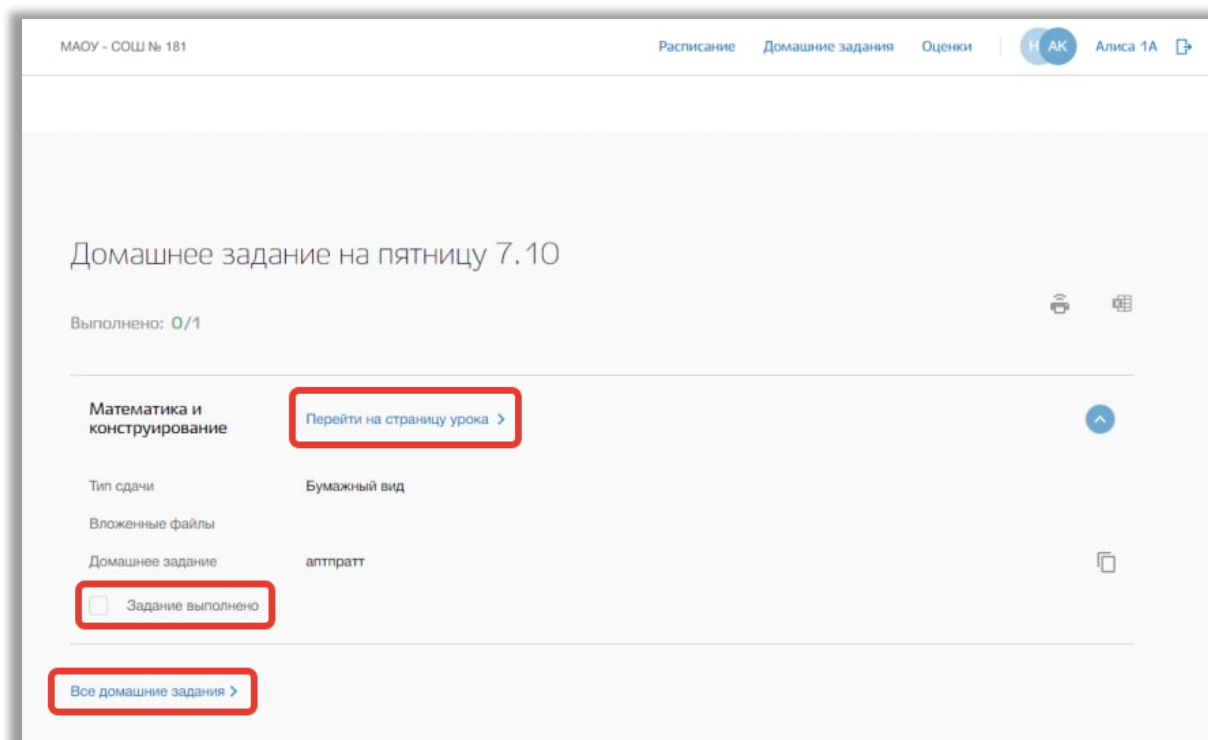 МАОУ - СОШ № 181
Расписание Домашние задания Оценки Н АК Алиса 1А
Домашнее задание на пятницу 7.10
Выполнено: 0/1
Математика и
конструирование
Перейти на страницу урока >
Тип сдачи Бумажный вид
Вложенные файлы
Домашнее задание аптпратт
Задание выполнено
Все домашние задания >